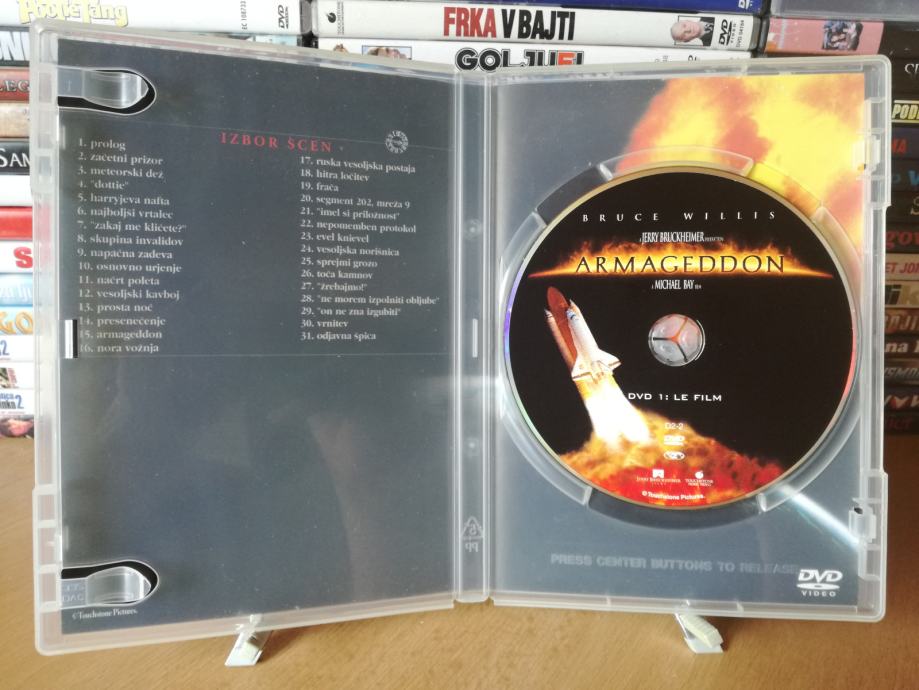 FRKA V BAJTI
DVD
IZBOR SCEN
1. prolog
2. začetni prizor
3. meteorski dež
4. "dottie"
5. harryjeva nafta
6. najboljši vrtalec
7. "zakaj me kličete?"
8. skupina invalidov
9. napačna zadeva
10. osnovno urjenje
11. načrt poleta
12. vesoljski kavboj
13. prosta noč
14. presenečenje
15. armageddon
16. nora vožnja
17. ruska vesoljska postaja
18. hitra ločitev
19. frača
20. segment 202, mreža 9
21. "imel si priložnost"
22. nepomemben protokol
23. evel knievel
24. vesoljska norišnica
25. sprejmi grozo
26. toča kamnov
27. "žrebajmo!"
28. "ne morem izpolniti obljube"
29. "on ne zna izgubiti"
30. vrnitev
31. odjavna špica
©Touchstone Pictures.
BRUCE WILLIS
JERRY BRUCKHEIMER
ARMAGEDDON
MICHAEL BAY
DVD 1: LE FILM
D2-2
© Touchstone Pictures.
PP
PRESS CENTER BUTTONS TO RELEASE
DVD
VIDEO